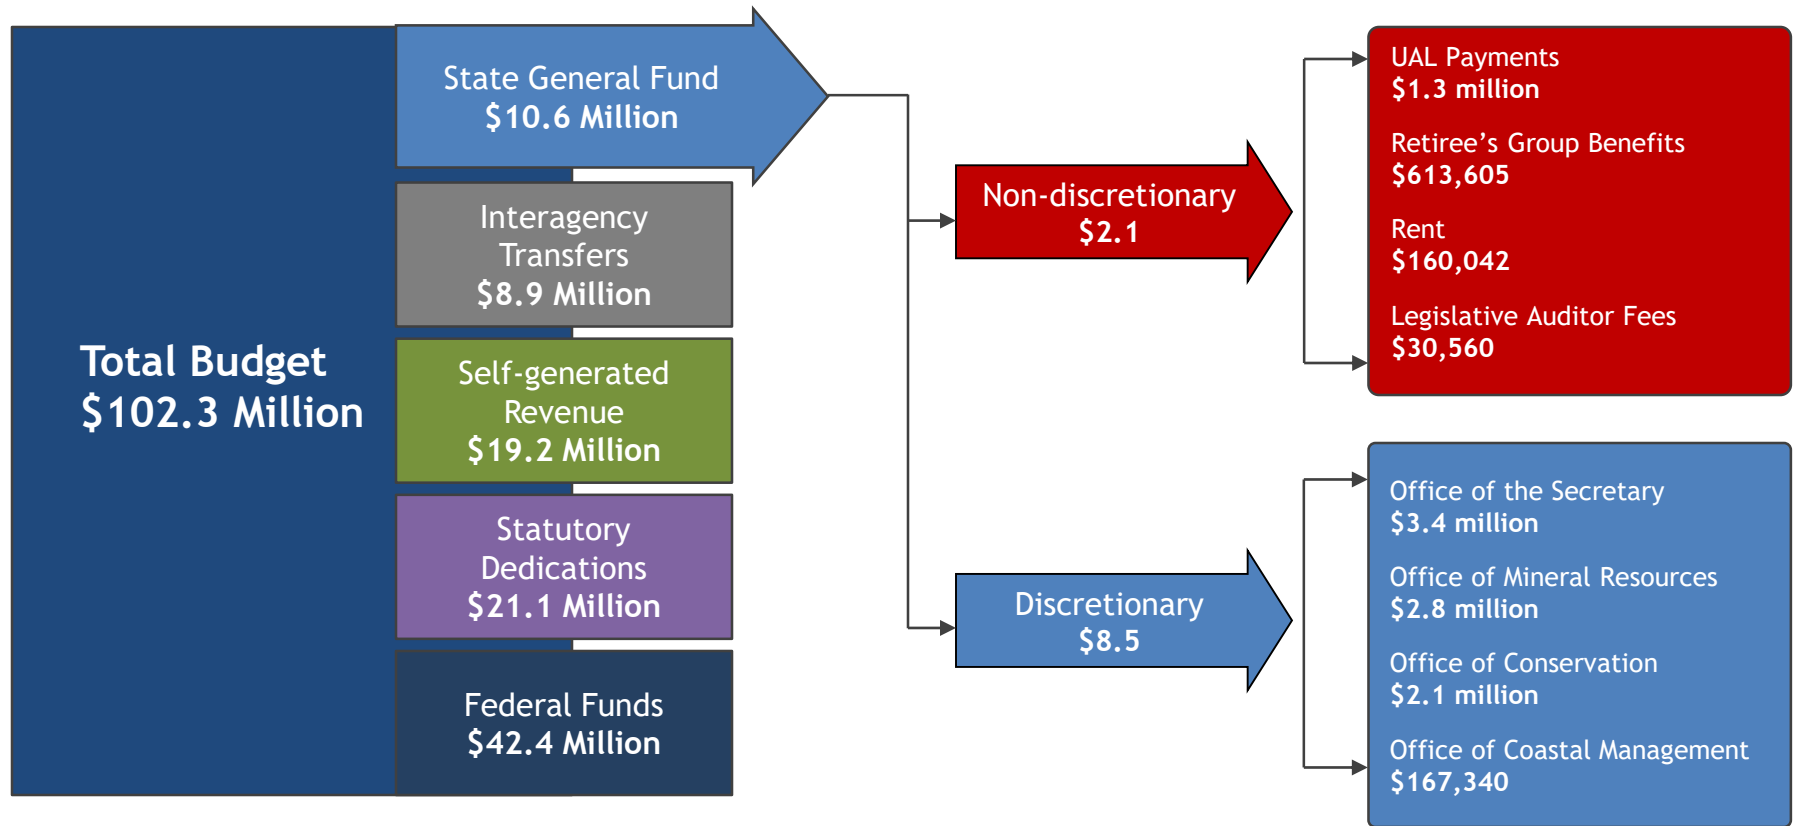 Total Budget
$102.3 Million
State General Fund
$10.6 Million
Interagency
Transfers
$8.9 Million
Self-generated
Revenue
$19.2 Million
Statutory
Dedications
$21.1 Million
Federal Funds
$42.4 Million
Non-discretionary
$2.1
Discretionary
$8.5
UAL Payments
$1.3 million
Retiree’s Group Benefits
$613,605
Rent
$160,042
Legislative Auditor Fees
$30,560
Office of the Secretary
$3.4 million
Office of Mineral Resources
$2.8 million
Office of Conservation
$2.1 million
Office of Coastal Management
$167,340